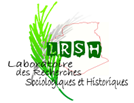 LRSH
Laboratoire
des Recherches
Sociologiques et Historiques